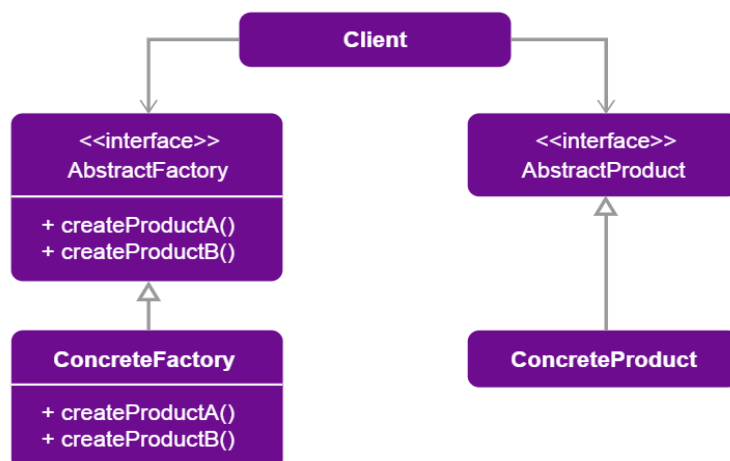 Client
<<interface>>
AbstractFactory
+ createProductA()
+ createProductB()
<<interface>>
AbstractProduct
ConcreteFactory
+ createProductA()
+ createProductB()
ConcreteProduct